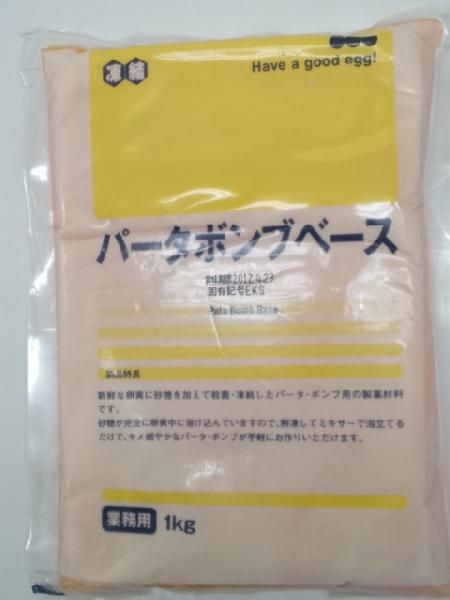 凍結
Have a good egg!
パータボンブベース
賞味期限2012.4.23
固有記号EKS
Pata Bomb Base
製品特長
新鮮な卵黄に砂糖を加えて殺菌・凍結したパータ・ボンブ用の製菓材料
です。
砂糖が完全に卵黄中に溶け込んでいますので、解凍してミキサーで泡立てる
だけで、キメ細やかなパータ・ボンブが手軽にお作りいただけます。
業務用 1kg